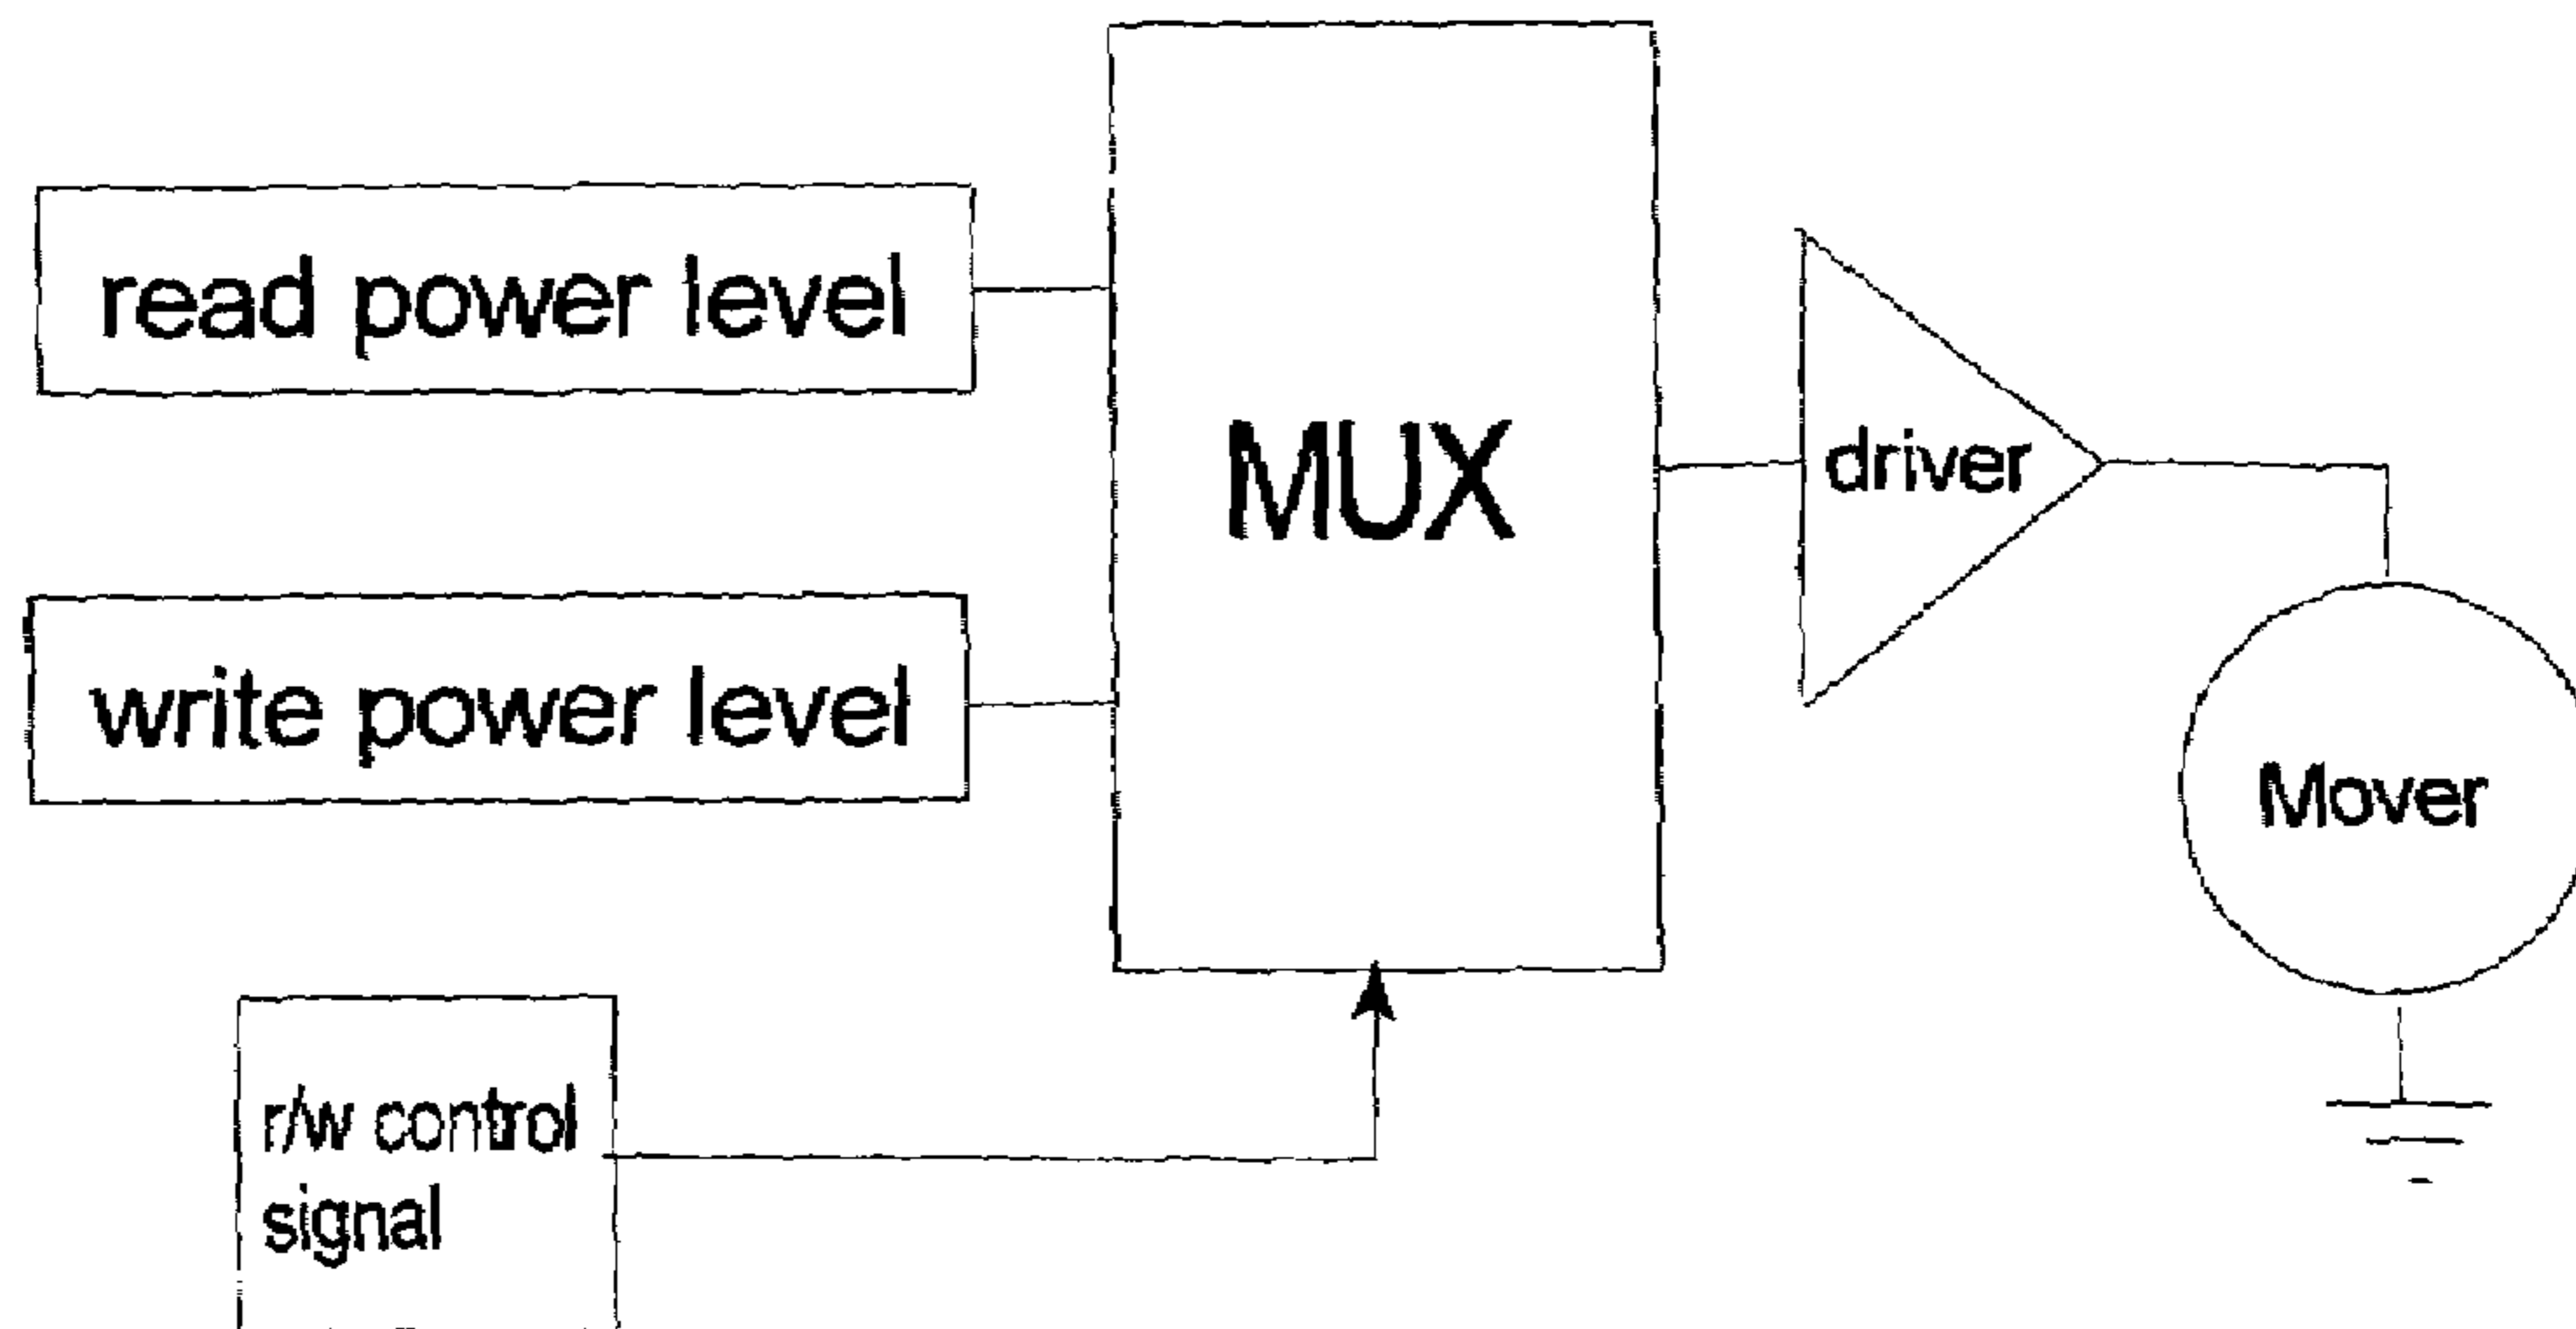 read power level
MUX
driver
write power level
Mover
r/w control
signal